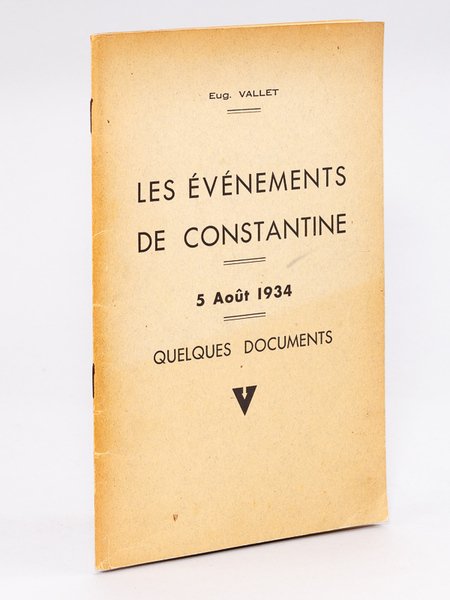 Eug. VALLET
LES ÉVÉNEMENTS
DE CONSTANTINE
5 Août 1934
QUELQUES DOCUMENTS